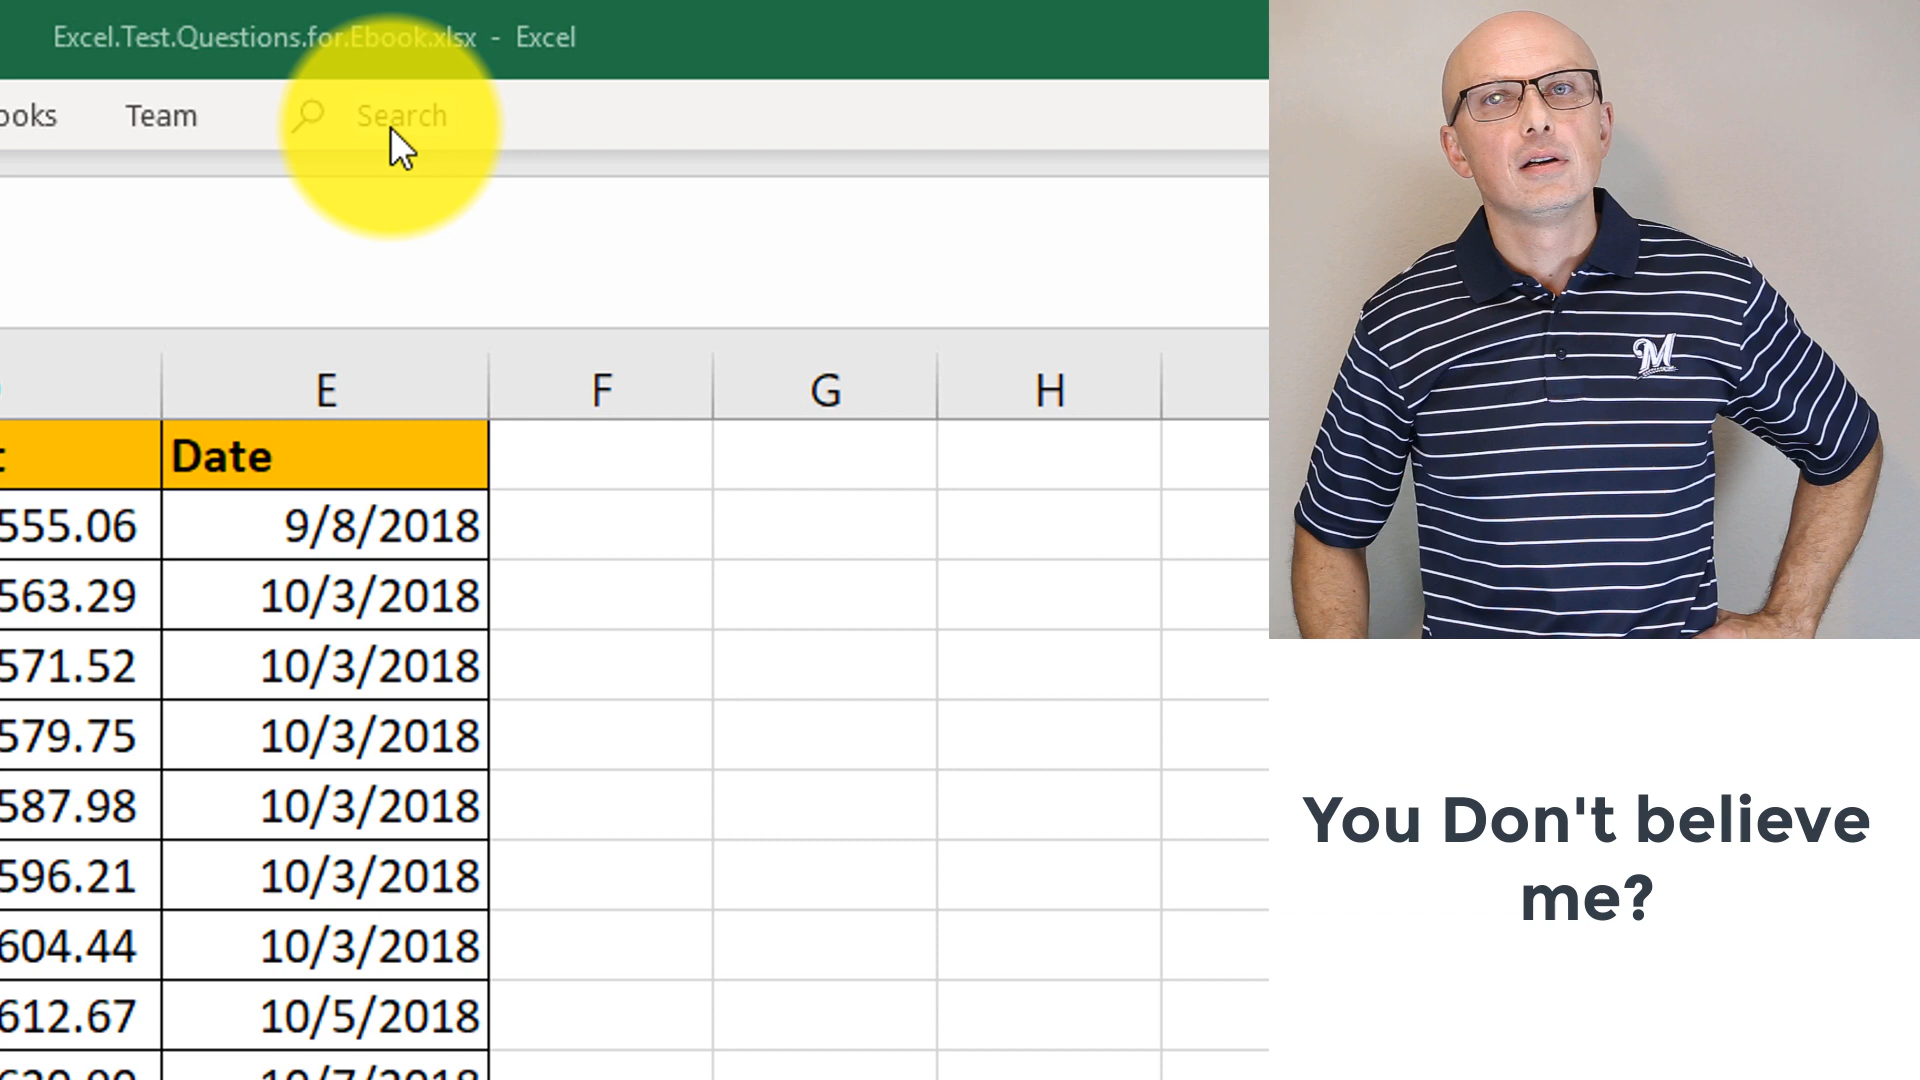 Excel.Test.Questions.for.Ebook.xlsx - Excel
ooks Team Search
E F G H
Date
555.06 9/8/2018
563.29 10/3/2018
571.52 10/3/2018
579.75 10/3/2018
587.98 10/3/2018
596.21 10/3/2018
604.44 10/3/2018
612.67 10/5/2018
10/7/2018
M
You Don't believe
me?